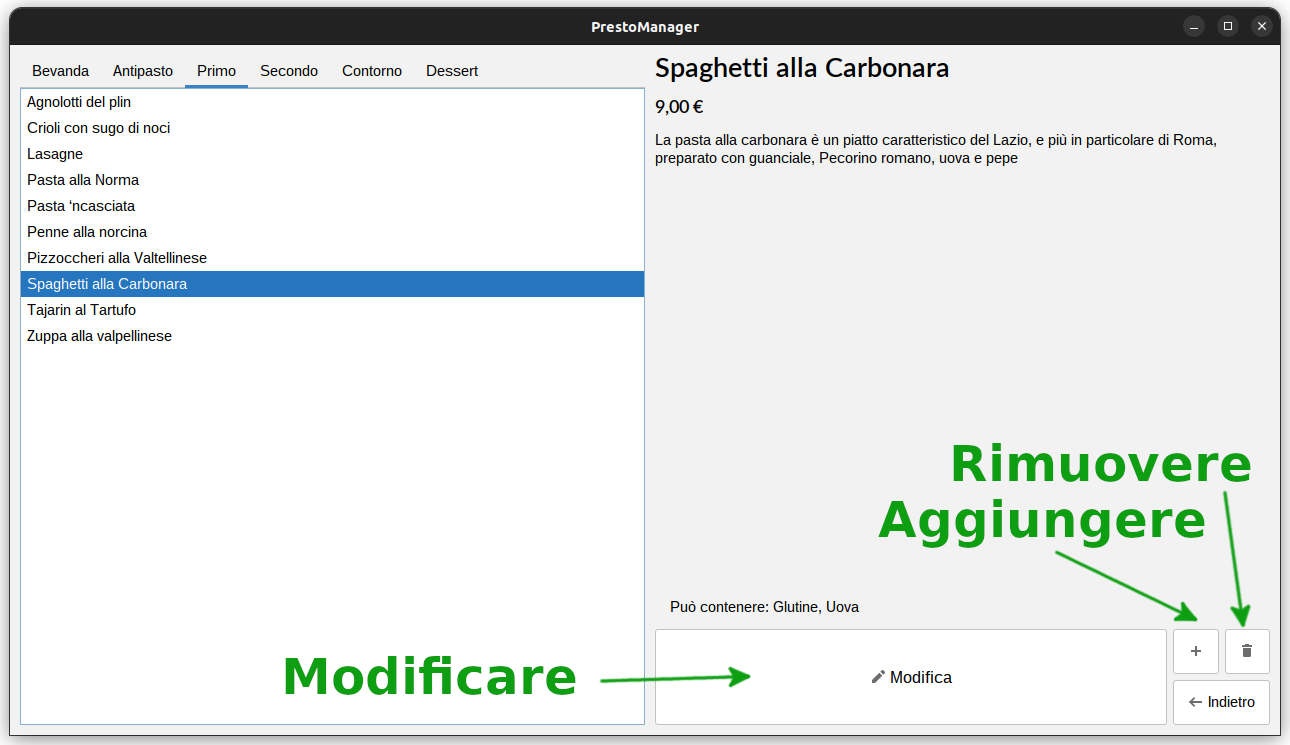 PrestoManager
Bevanda Antipasto Primo Secondo Contorno Dessert
Agnolotti del plin
Crioli con sugo di noci
Lasagne
Pasta alla Norma
Pasta ‘ncasciata
Penne alla norcina
Pizzoccheri alla Valtellinese
Spaghetti alla Carbonara
Tajarin al Tartufo
Zuppa alla valpellinese
Spaghetti alla Carbonara
9,00 €
La pasta alla carbonara è un piatto caratteristico del Lazio, e più in particolare di Roma,
preparato con guanciale, Pecorino romano, uova e pepe
Rimuovere
Aggiungere
Può contenere: Glutine, Uova
Modificare
Modifica
Indietro